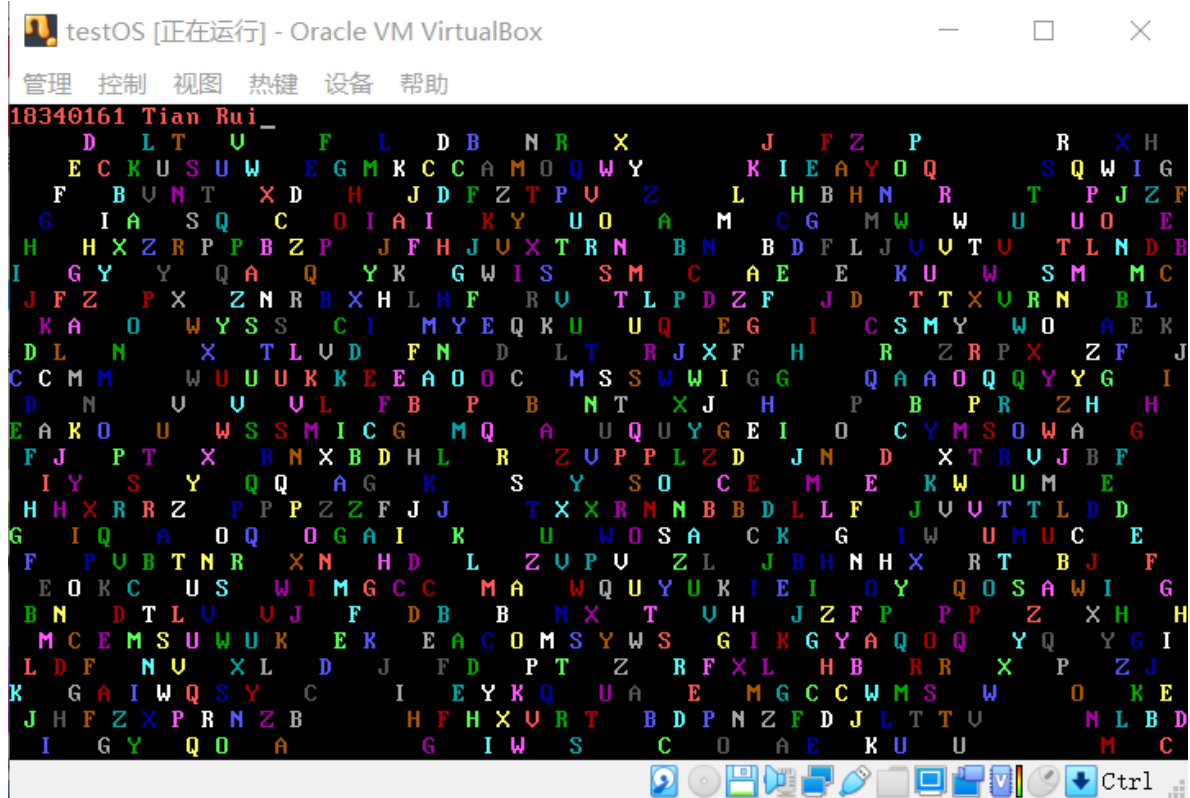 testOS [正在运行] - Oracle VM VirtualBox
管理 控制 视图 热键 设备 帮助
18340161 Tian Rui_
D L T V F L D B N R X J F Z P R X H
E C K U S U W E G M K C C A M O Q W Y K I E A Y O Q S Q W I G
F B V N T X D H J D F Z T P V Z L H B H N R T P J Z F
G I A S Q C O I A I K Y U O A M C G M W W U U O E
H H X Z R P P B Z P J F H J V X T R N B N B D F L J V V T V T L N D B
I G Y Y Q A Q Y K G W I S S M C A E E K U W S M M C
J F Z P X Z N R B X H L H F R V T L P D Z F J D T T X V R N B L
K A O W Y S S C I M Y E Q K U U Q E G I C S M Y W O A E K
D L N X T L V D F N D L T R J X F H R Z R P X Z F J
C C M M W U U U K K E E A O O C M S S W W I G G Q A A O Q Q Y Y G I
D N V V V L F B P B N T X J H P B P R Z H H
E A K O U W S S M I C G M Q A U Q U Y G E I O C Y M S O W A G
F J P T X R N X B D H L R Z V P P L Z D J N D X T R V J B F
I Y S Y Q Q A G K S Y S O C E M E K W U M E
H H X R R Z P P P Z Z F J J T X X R N N B B D L L F J V V T T L D D
G I Q A O Q O G A I K U W O S A C K G I W U M U C E
F P V B T N R X N H D L Z V P V Z L J B H N H X R T B J F
E O K C U S W I M G C C M A W Q U Y U K I E I O Y Q O S A W I G
B N D T L V V J F D B B N X T V H J Z F P P P Z X H H
M C E M S U W U K E K E A C O M S Y W S G I K G Y A Q O Q Y Q Y G I
L D F N V X L D J F D P T Z R F X L H B R R X P Z J
K G A I W Q S Y C I E Y K Q U A E M G C C W M S W O K E
J H F Z X P R N Z B H F H X V R T B D P N Z F D J L T T V N L B D
I G Y Q O A G I W S C O A E K U U M C
Ctrl